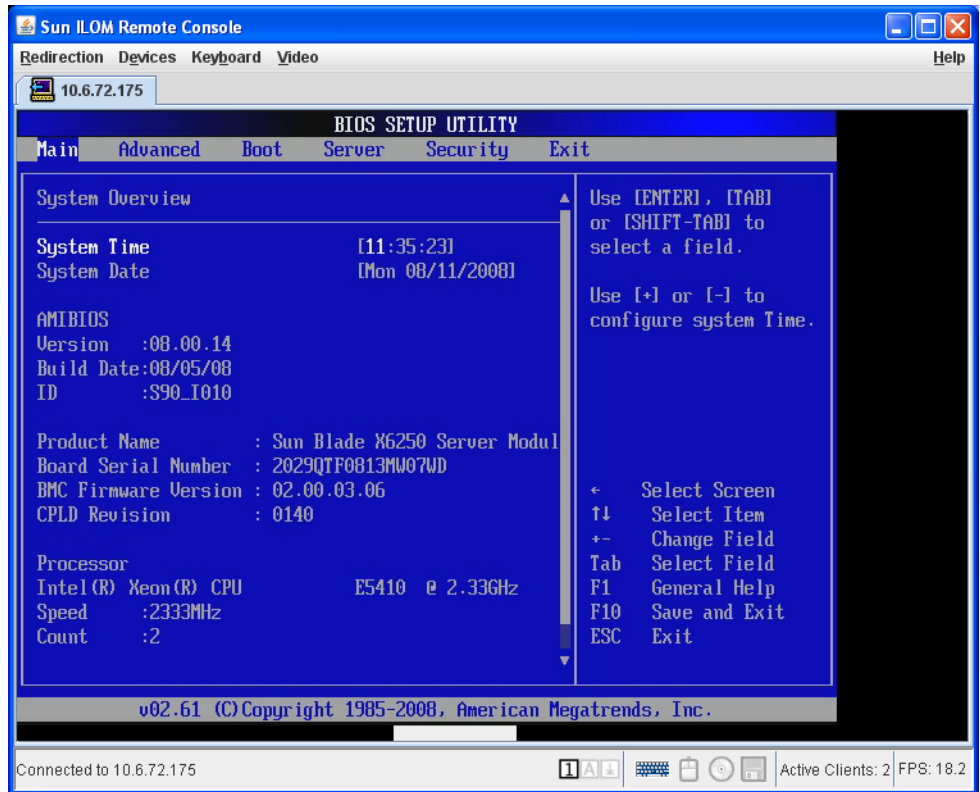 Sun ILOM Remote Console
Redirection Devices Keyboard Video Help
10.6.72.175
BIOS SETUP UTILITY
Main Advanced Boot Server Security Exit
System Overview
System Time [11:35:23]
System Date [Mon 08/11/2008]
AMIBIOS
Version :08.00.14
Build Date:08/05/08
ID :S90_I010
Product Name : Sun Blade X6250 Server Modul
Board Serial Number : 2029QTF0813MW07WD
BMC Firmware Version : 02.00.03.06
CPLD Revision : 0140
Processor
Intel(R) Xeon(R) CPU E5410 @ 2.33GHz
Speed :2333MHz
Count :2
Use [ENTER], [TAB]
or [SHIFT-TAB] to
select a field.
Use [+] or [-] to
configure system Time.
← Select Screen
↑↓ Select Item
+- Change Field
Tab Select Field
F1 General Help
F10 Save and Exit
ESC Exit
v02.61 (C)Copyright 1985-2008, American Megatrends, Inc.
Connected to 10.6.72.175 1 A Active Clients: 2 FPS: 18.2